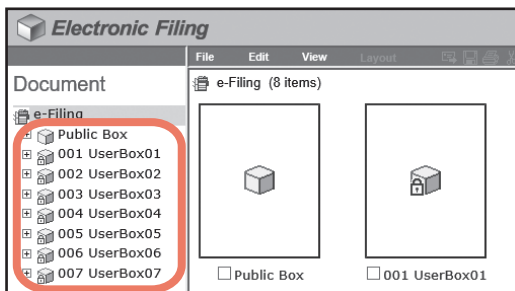 Electronic Filing
File Edit View Layout
Document
e-Filing (8 items)
e-Filing
Public Box
001 UserBox01
002 UserBox02
003 UserBox03
004 UserBox04
005 UserBox05
006 UserBox06
007 UserBox07
Public Box
001 UserBox01